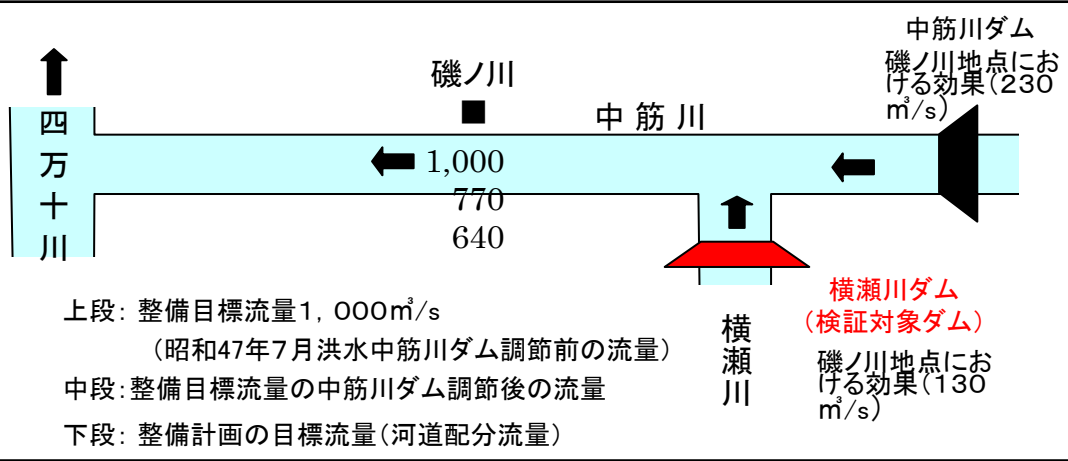 中筋川ダム
磯ノ川地点にお
ける効果(230
㎥/s)
磯ノ川
中筋川
四万十川
1,000
770
640
横瀬川ダム
(検証対象ダム)
磯ノ川地点にお
ける効果(130
㎥/s)
横瀬川
上段: 整備目標流量1,000㎥/s
(昭和47年7月洪水中筋川ダム調節前の流量)
中段:整備目標流量の中筋川ダム調節後の流量
下段: 整備計画の目標流量(河道配分流量)